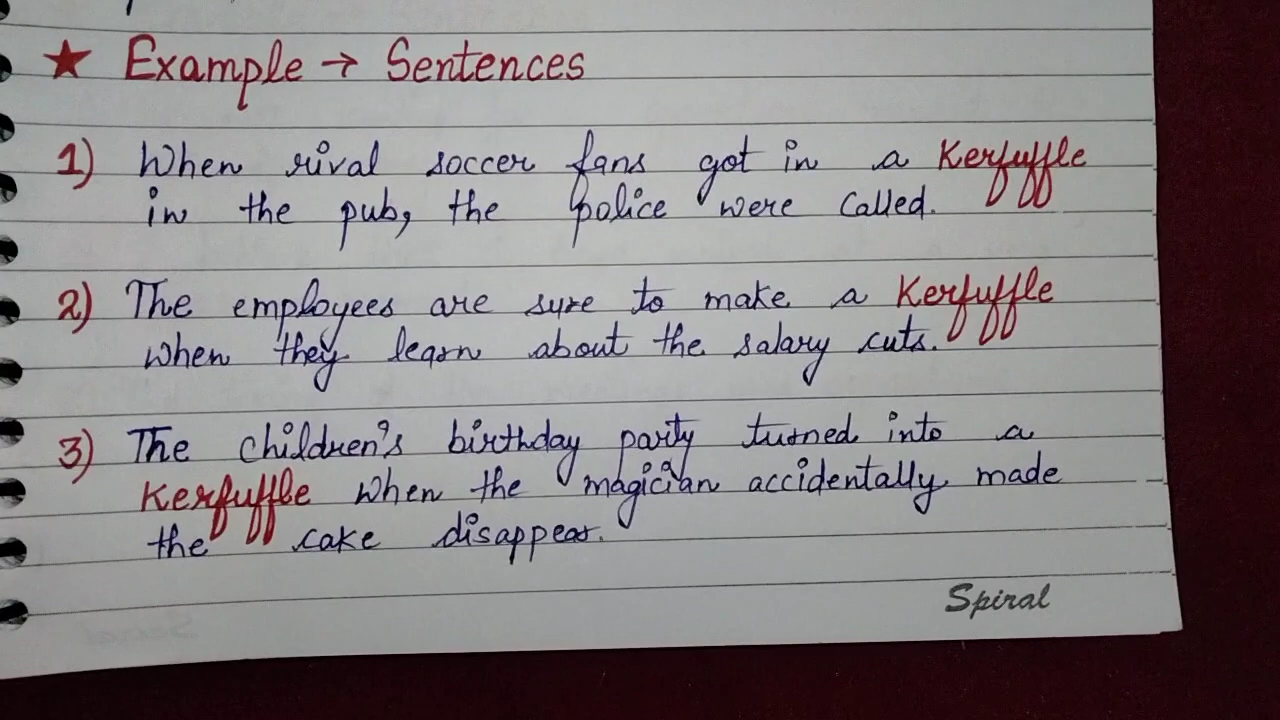 ★ Example → Sentences
1) When rival soccer fans got in a Kerfuffle
in the pub, the police were called.
2) The employees are sure to make a Kerfuffle
when they learn about the salary cuts.
3) The children's birthday party turned into a
Kerfuffle when the magician accidentally made
the cake disappear.
Spiral